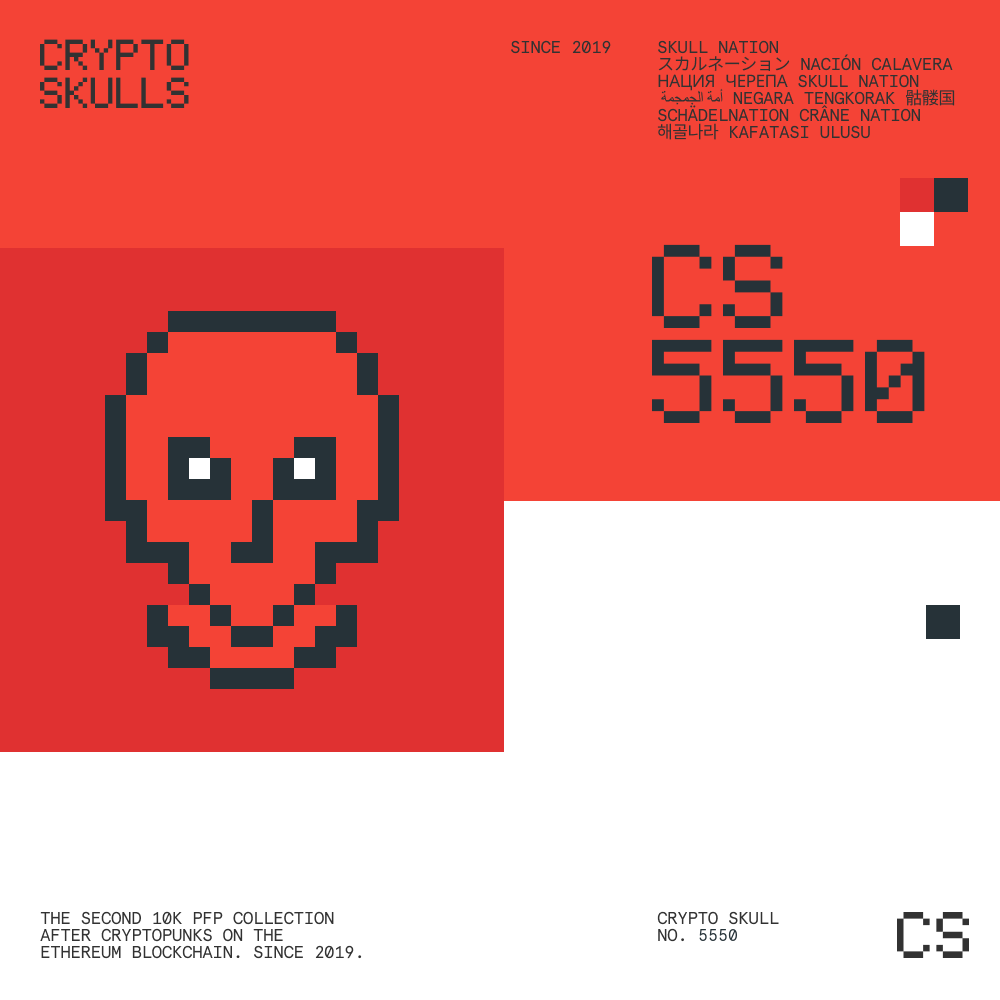 CRYPTO
SKULLS
SINCE 2019
SKULL NATION
スカルネーション NACIÓN CALAVERA
НАЦИЯ ЧЕРЕПА SKULL NATION
أمة الجمجمة NEGARA TENGKORAK 骷髅国
SCHÄDELNATION CRÂNE NATION
해골나라 KAFATASI ULUSU
CS
5550
THE SECOND 10K PFP COLLECTION
AFTER CRYPTOPUNKS ON THE
ETHEREUM BLOCKCHAIN. SINCE 2019.
CRYPTO SKULL
NO. 5550
CS